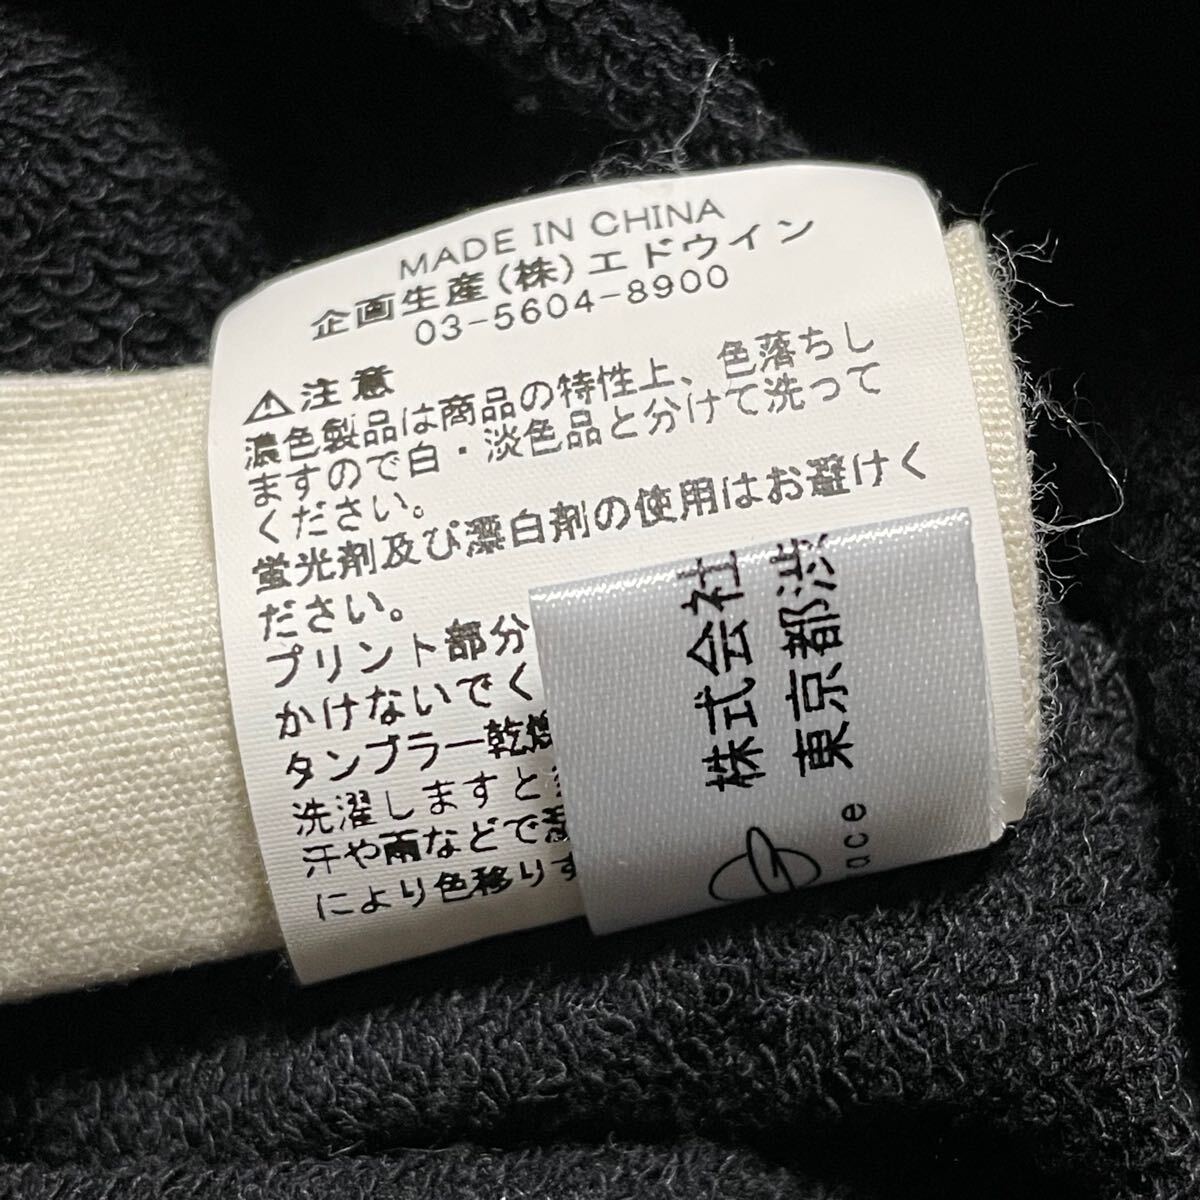 MADE IN CHINA
企画生産(株)エドウイン
03-5604-8900
⚠注意
濃色製品は商品の特性上、色落ちし
ますので白・淡色品と分けて洗って
ください。
蛍光剤及び漂白剤の使用はお避けく
ださい。
プリント部分
かけないでく
タンブラー乾燥
洗濯しますと
汗や雨などで
により色移りす
株式会社
東京都渋
ace